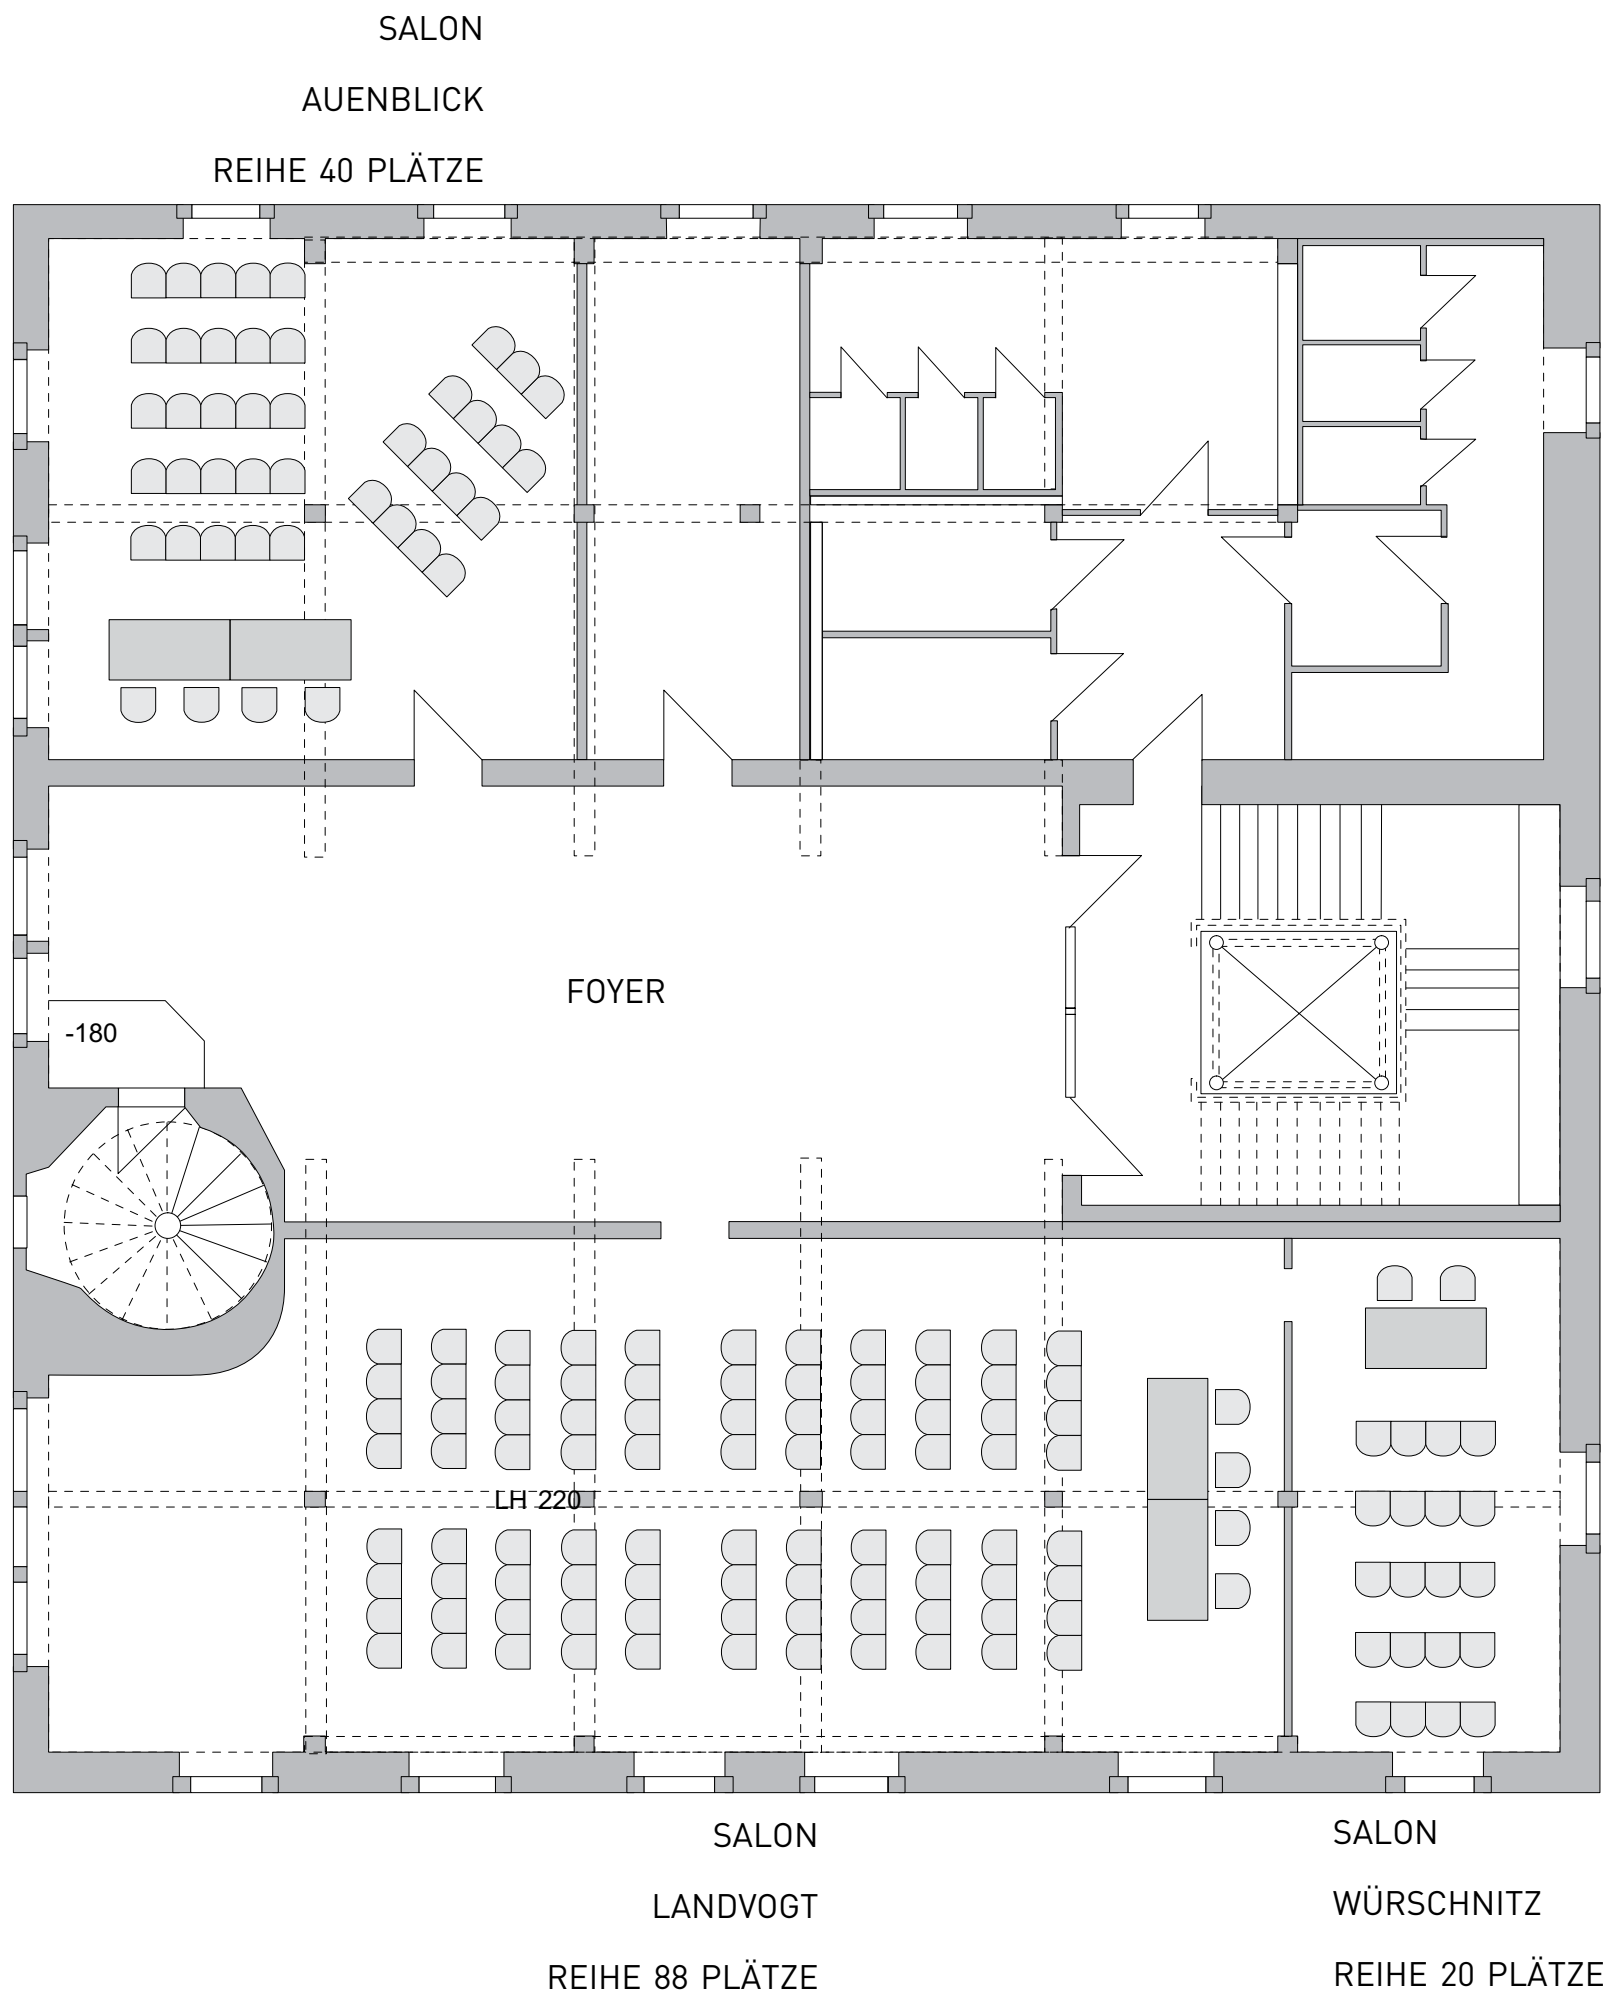 SALON
AUENBLICK
REIHE 40 PLÄTZE
FOYER
-180
LH 220
SALON
LANDVOGT
REIHE 88 PLÄTZE
SALON
WÜRSCHNITZ
REIHE 20 PLÄTZE